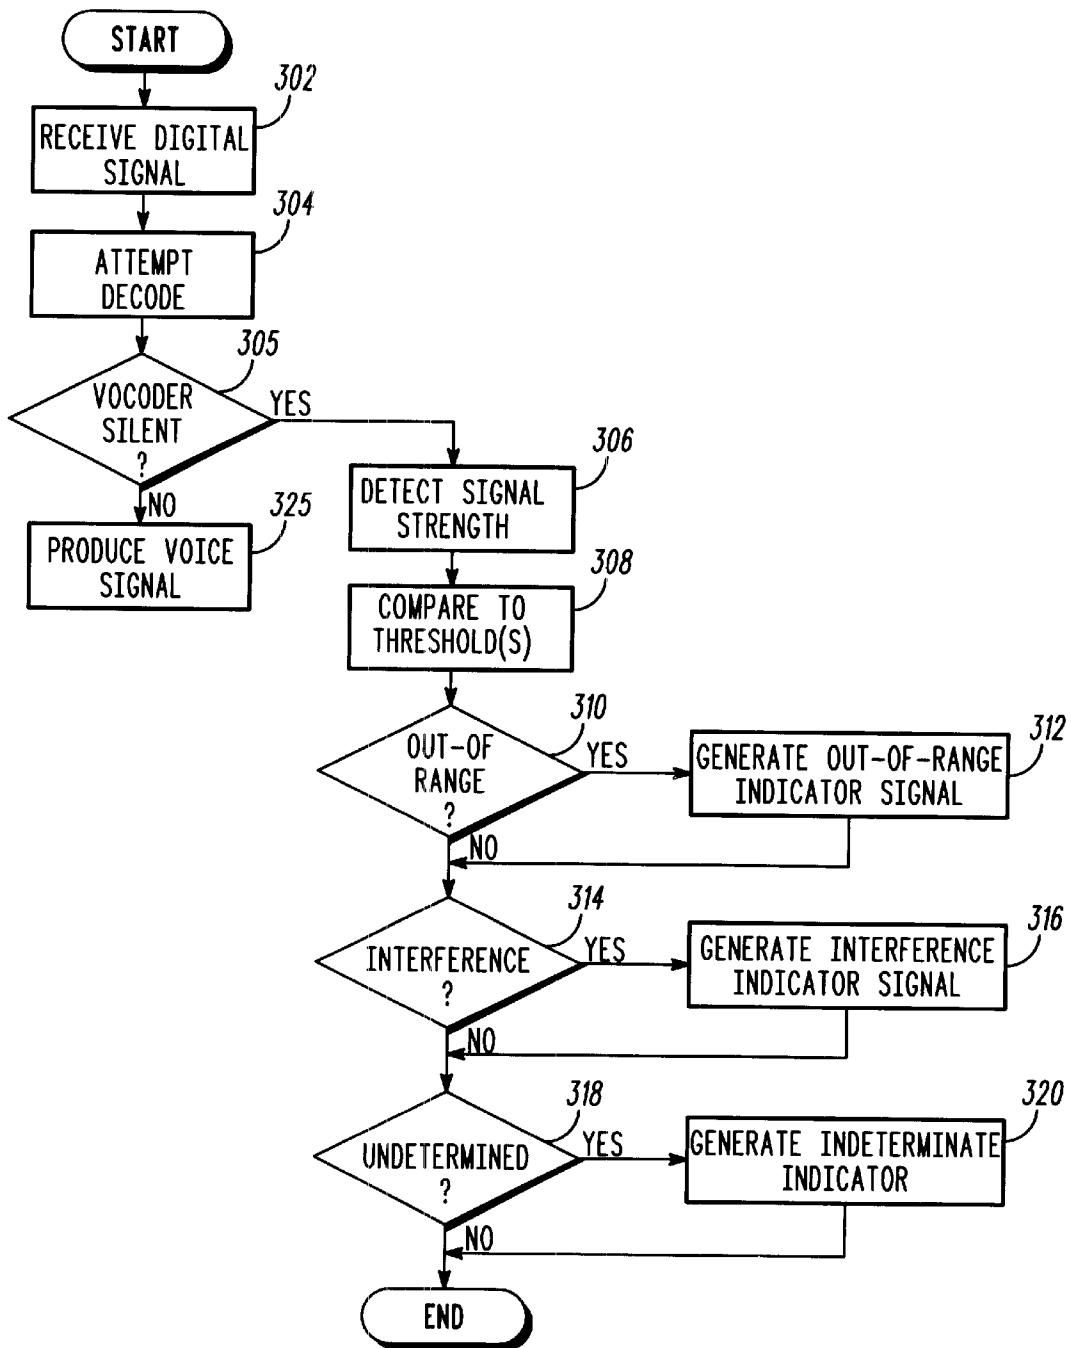 START
302
RECEIVE DIGITAL
SIGNAL
304
ATTEMPT
DECODE
305
VOCODER
SILENT
?
YES
NO
325
PRODUCE VOICE
SIGNAL
306
DETECT SIGNAL
STRENGTH
308
COMPARE TO
THRESHOLD(S)
310
OUT-OF
RANGE
?
YES
NO
312
GENERATE OUT-OF-RANGE
INDICATOR SIGNAL
314
INTERFERENCE
?
YES
NO
316
GENERATE INTERFERENCE
INDICATOR SIGNAL
318
UNDETERMINED
?
YES
NO
320
GENERATE INDETERMINATE
INDICATOR
END